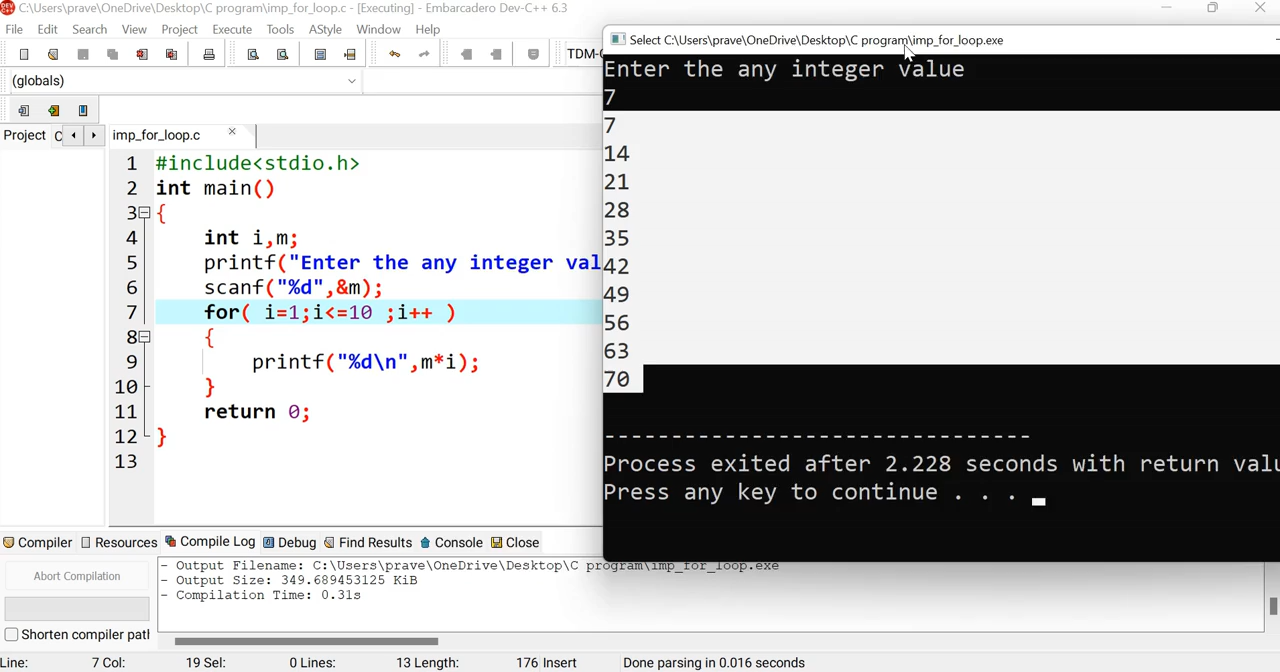 C:\Users\prave\OneDrive\Desktop\C program\imp_for_loop.c - [Executing] - Embarcadero Dev-C++ 6.3
File Edit Search View Project Execute Tools AStyle Window Help
TDM-
(globals)
Project
imp_for_loop.c
1 #include<stdio.h>
2 int main()
3 {
4 int i,m;
5 printf("Enter the any integer val
6 scanf("%d",&m);
7 for( i=1;i<=10 ;i++ )
8 {
9 printf("%d\n",m*i);
10 }
11 return 0;
12 }
13
Select C:\Users\prave\OneDrive\Desktop\C program\imp_for_loop.exe
Enter the any integer value
7
7
14
21
28
35
42
49
56
63
70
--------------------------------
Process exited after 2.228 seconds with return valu
Press any key to continue . . .
Compiler Resources Compile Log Debug Find Results Console Close
Abort Compilation
Shorten compiler patl
- Output Filename: C:\Users\prave\OneDrive\Desktop\C program\imp_for_loop.exe
- Output Size: 349.689453125 KiB
- Compilation Time: 0.31s
Line: 7 Col: 19 Sel: 0 Lines: 13 Length: 176 Insert Done parsing in 0.016 seconds